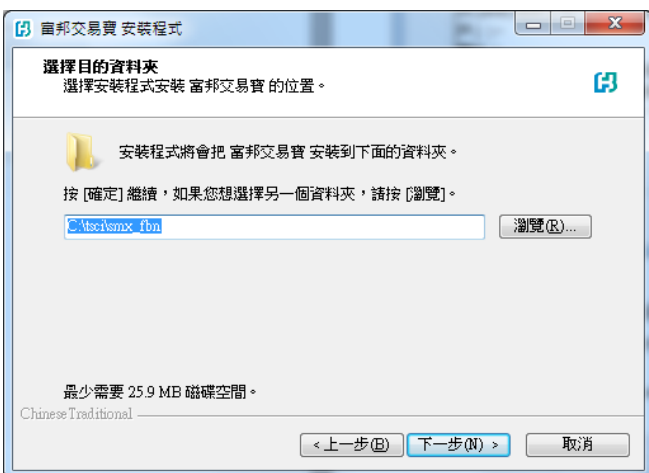 富邦交易寶 安裝程式
選擇目的資料夾
選擇安裝程式安裝 富邦交易寶 的位置。
安裝程式將會把 富邦交易寶 安裝到下面的資料夾。
按 [確定] 繼續，如果您想選擇另一個資料夾，請按 [瀏覽]。
C:\tsci\smx_fbn
瀏覽(R)...
最少需要 25.9 MB 磁碟空間。
Chinese Traditional
<上一步(B) 下一步(N) > 取消